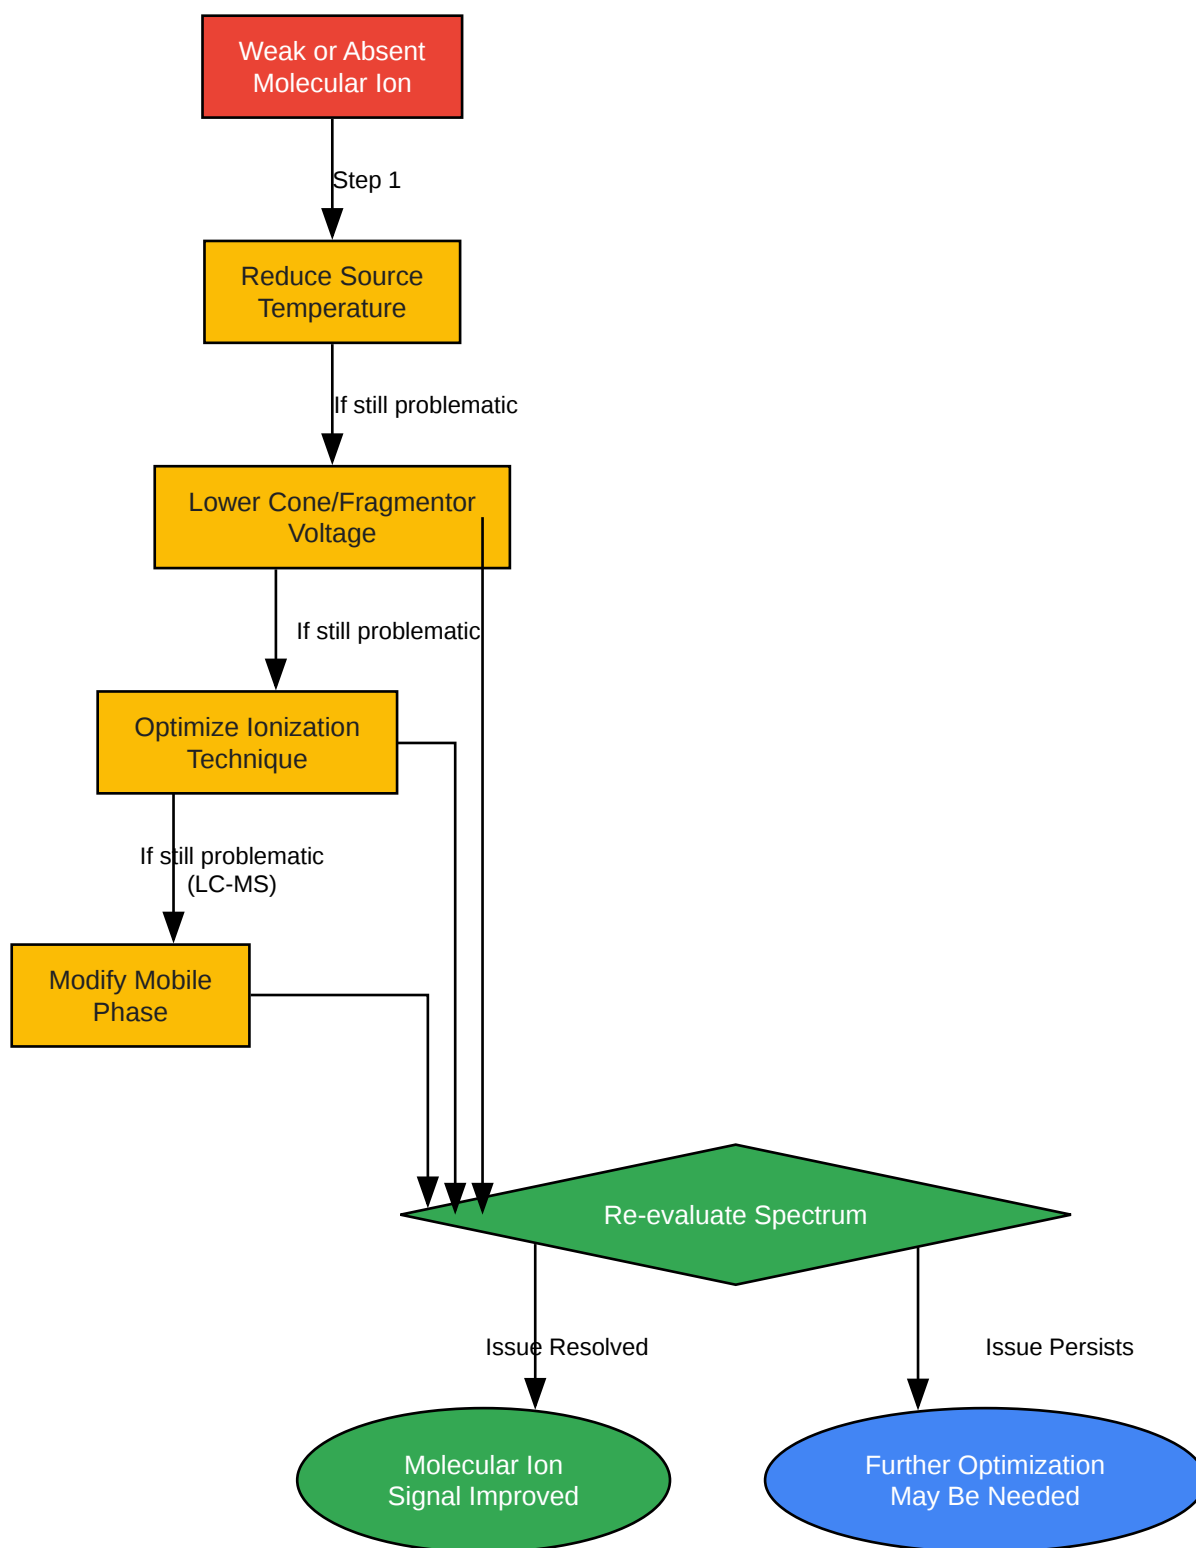 Weak or Absent
Molecular Ion
Step 1
Reduce Source
Temperature
If still problematic
Lower Cone/Fragmentor
Voltage
If still problematic
Optimize Ionization
Technique
If still problematic
(LC-MS)
Modify Mobile
Phase
Re-evaluate Spectrum
Issue Resolved
Issue Persists
Molecular Ion
Signal Improved
Further Optimization
May Be Needed